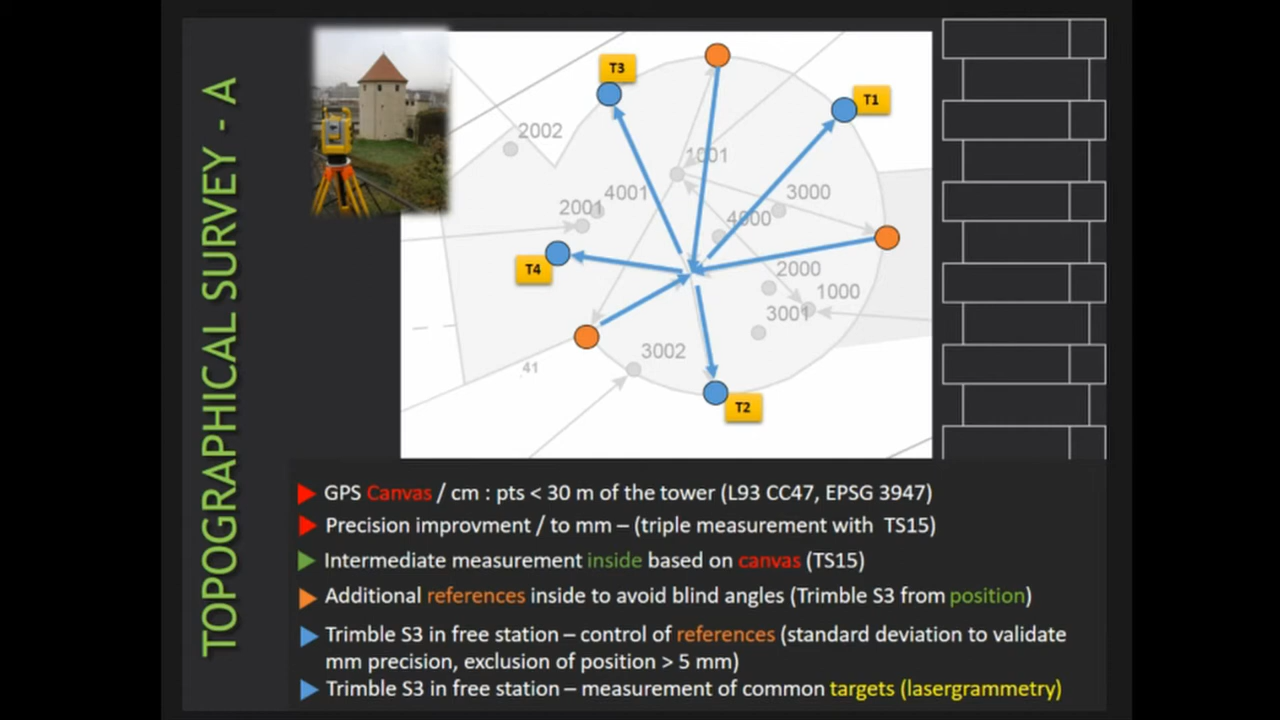 TOPOGRAPHICAL SURVEY - A
T3
T1
2002
1001
4001
3000
2001
4000
T4
2000
1000
3001
3002
41
T2
GPS Canvas / cm : pts < 30 m of the tower (L93 CC47, EPSG 3947)
Precision improvment / to mm – (triple measurement with TS15)
Intermediate measurement inside based on canvas (TS15)
Additional references inside to avoid blind angles (Trimble S3 from position)
Trimble S3 in free station – control of references (standard deviation to validate
mm precision, exclusion of position > 5 mm)
Trimble S3 in free station – measurement of common targets (lasergrammetry)